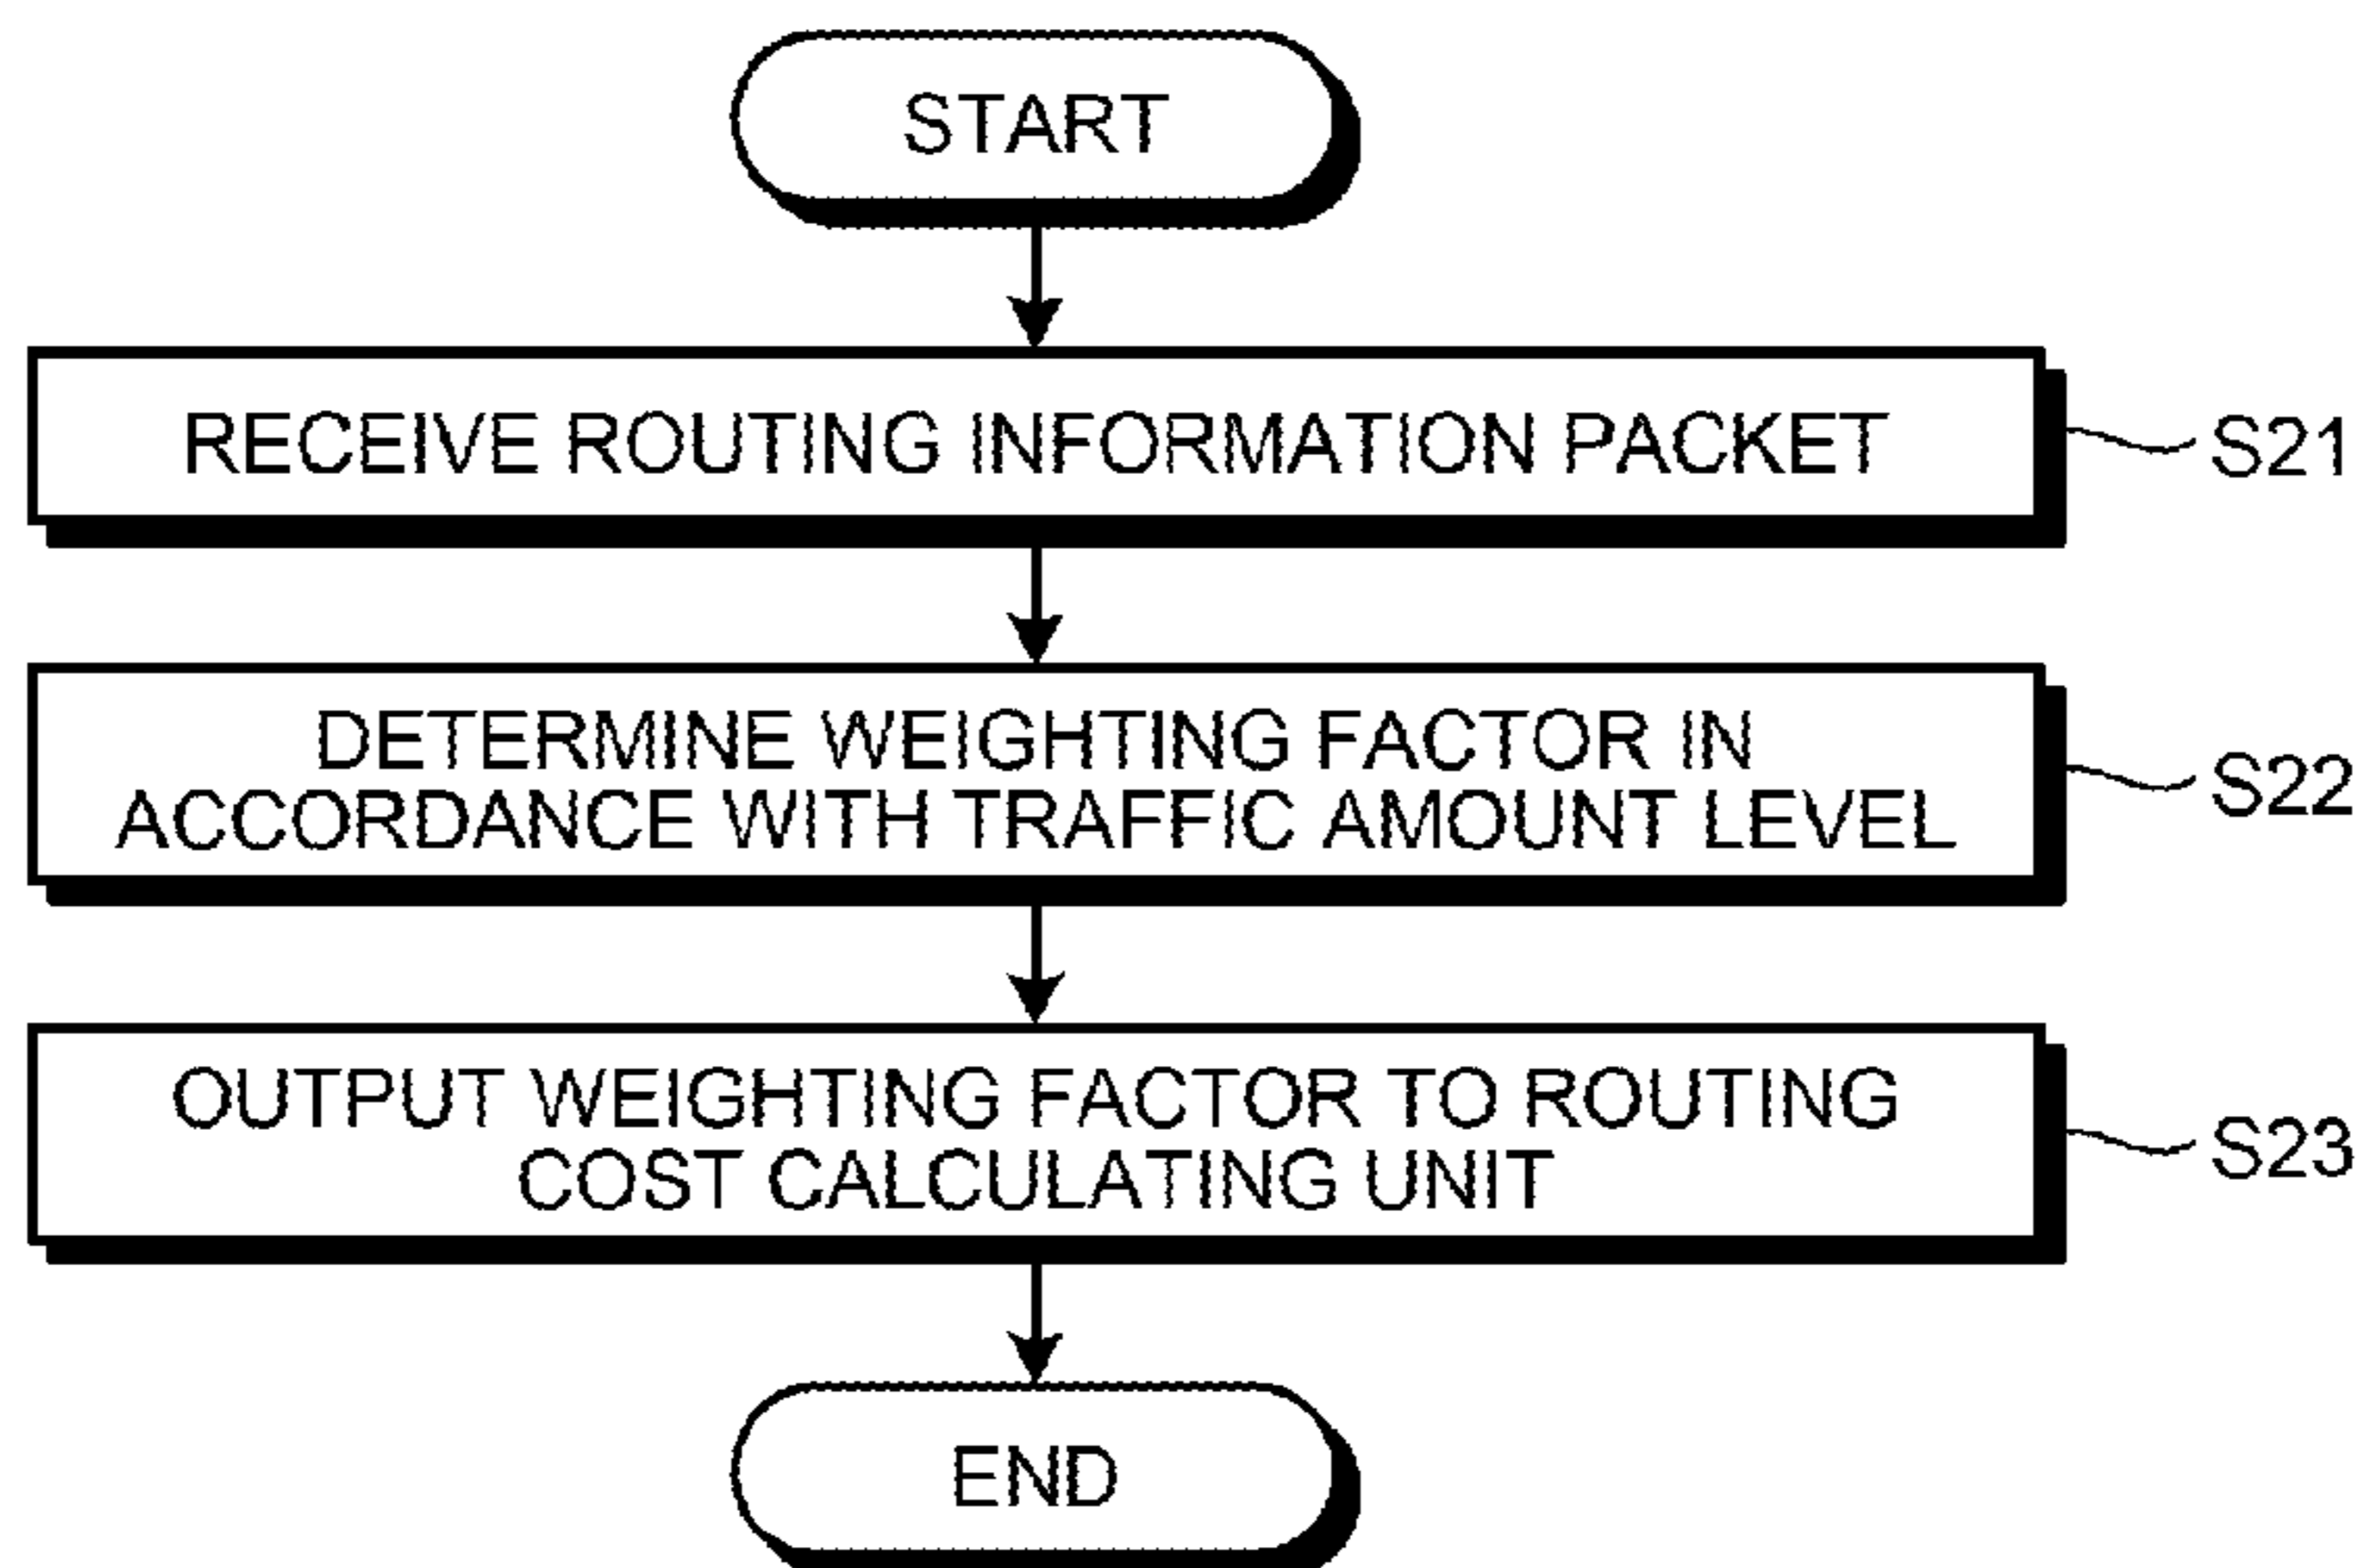 START
RECEIVE ROUTING INFORMATION PACKET
S21
DETERMINE WEIGHTING FACTOR IN
ACCORDANCE WITH TRAFFIC AMOUNT LEVEL
S22
OUTPUT WEIGHTING FACTOR TO ROUTING
COST CALCULATING UNIT
S23
END